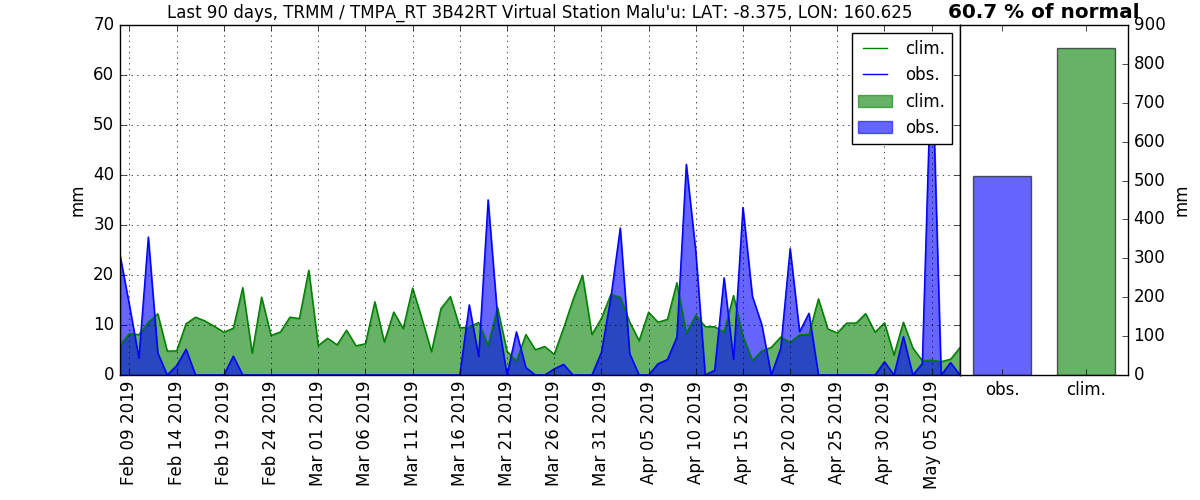 Last 90 days, TRMM / TMPA_RT 3B42RT Virtual Station Malu'u: LAT: -8.375, LON: 160.625
60.7 % of normal
70
60
50
40
30
20
10
0
mm
clim.
obs.
clim.
obs.
900
800
700
600
500
400
300
200
100
0
mm
obs.
clim.
Feb 09 2019
Feb 14 2019
Feb 19 2019
Feb 24 2019
Mar 01 2019
Mar 06 2019
Mar 11 2019
Mar 16 2019
Mar 21 2019
Mar 26 2019
Mar 31 2019
Apr 05 2019
Apr 10 2019
Apr 15 2019
Apr 20 2019
Apr 25 2019
Apr 30 2019
May 05 2019